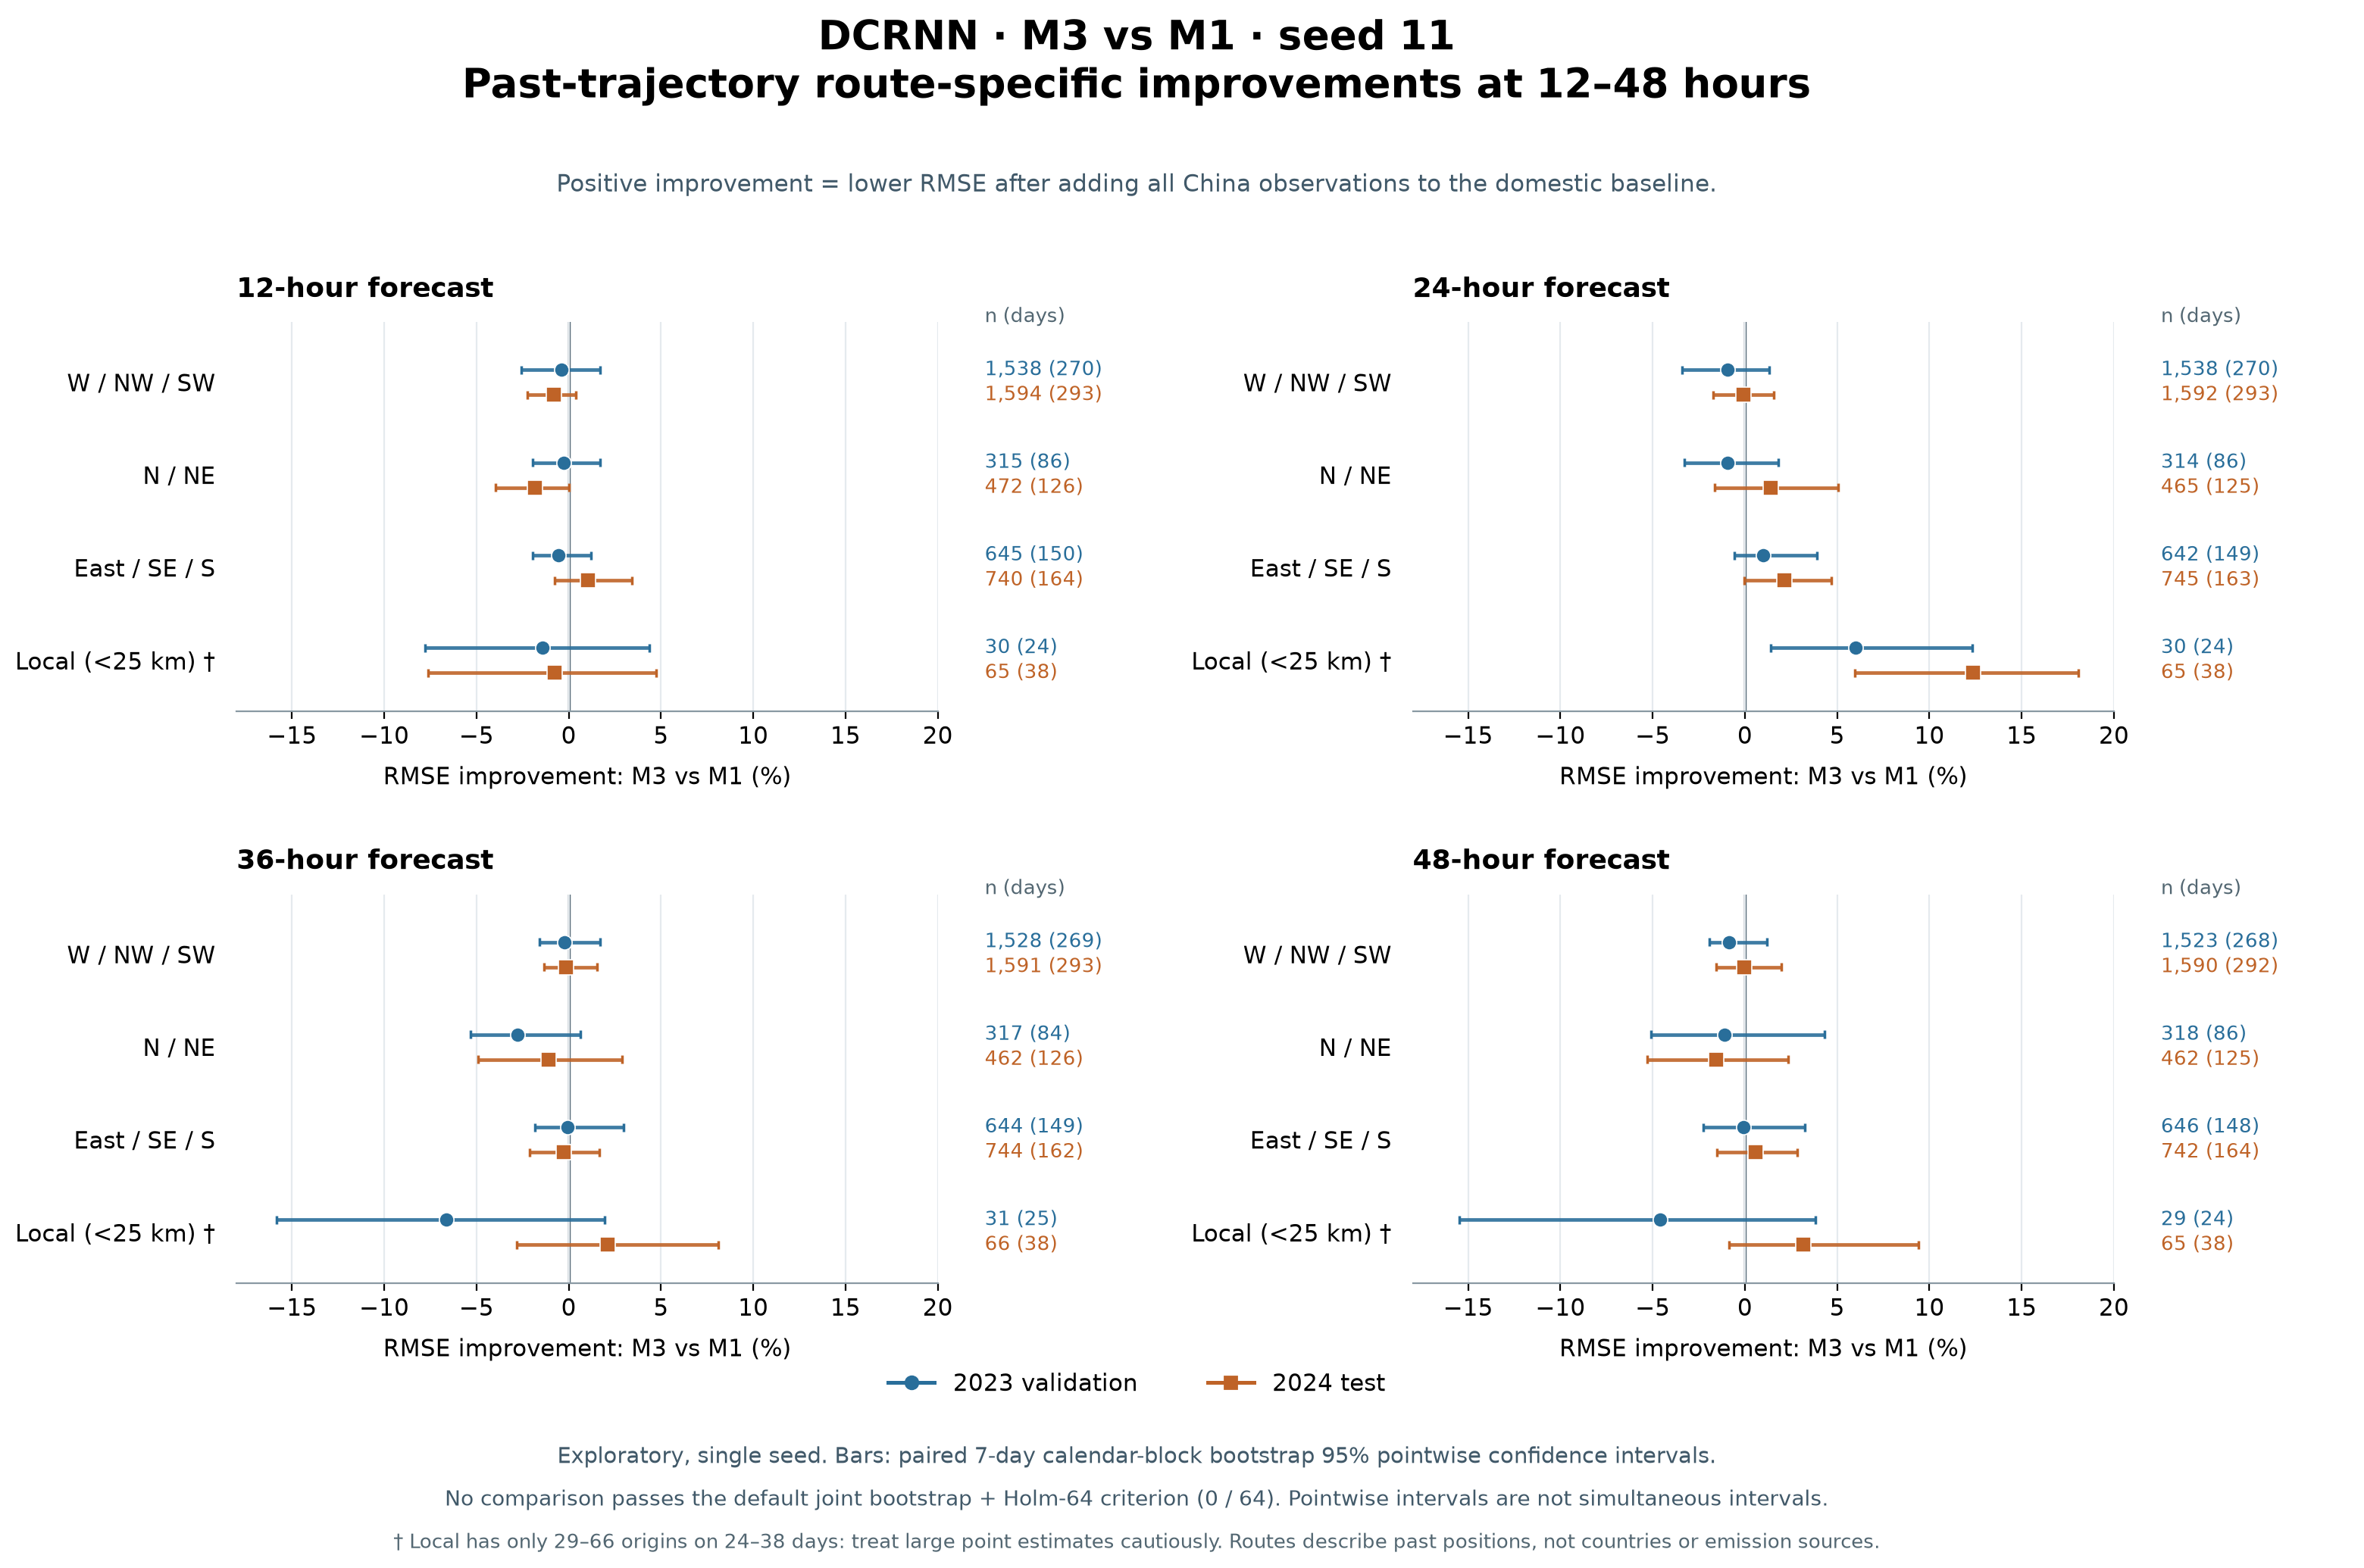 DCRNN · M3 vs M1 · seed 11
Past-trajectory route-specific improvements at 12–48 hours
Positive improvement = lower RMSE after adding all China observations to the domestic baseline.
12-hour forecast
n (days)
W / NW / SW
1,538 (270)
1,594 (293)
N / NE
315 (86)
472 (126)
East / SE / S
645 (150)
740 (164)
Local (<25 km) †
30 (24)
65 (38)
−15 −10 −5 0 5 10 15 20
RMSE improvement: M3 vs M1 (%)
24-hour forecast
n (days)
W / NW / SW
1,538 (270)
1,592 (293)
N / NE
314 (86)
465 (125)
East / SE / S
642 (149)
745 (163)
Local (<25 km) †
30 (24)
65 (38)
−15 −10 −5 0 5 10 15 20
RMSE improvement: M3 vs M1 (%)
36-hour forecast
n (days)
W / NW / SW
1,528 (269)
1,591 (293)
N / NE
317 (84)
462 (126)
East / SE / S
644 (149)
744 (162)
Local (<25 km) †
31 (25)
66 (38)
−15 −10 −5 0 5 10 15 20
RMSE improvement: M3 vs M1 (%)
48-hour forecast
n (days)
W / NW / SW
1,523 (268)
1,590 (292)
N / NE
318 (86)
462 (125)
East / SE / S
646 (148)
742 (164)
Local (<25 km) †
29 (24)
65 (38)
−15 −10 −5 0 5 10 15 20
RMSE improvement: M3 vs M1 (%)
2023 validation
2024 test
Exploratory, single seed. Bars: paired 7-day calendar-block bootstrap 95% pointwise confidence intervals.
No comparison passes the default joint bootstrap + Holm-64 criterion (0 / 64). Pointwise intervals are not simultaneous intervals.
† Local has only 29–66 origins on 24–38 days: treat large point estimates cautiously. Routes describe past positions, not countries or emission sources.